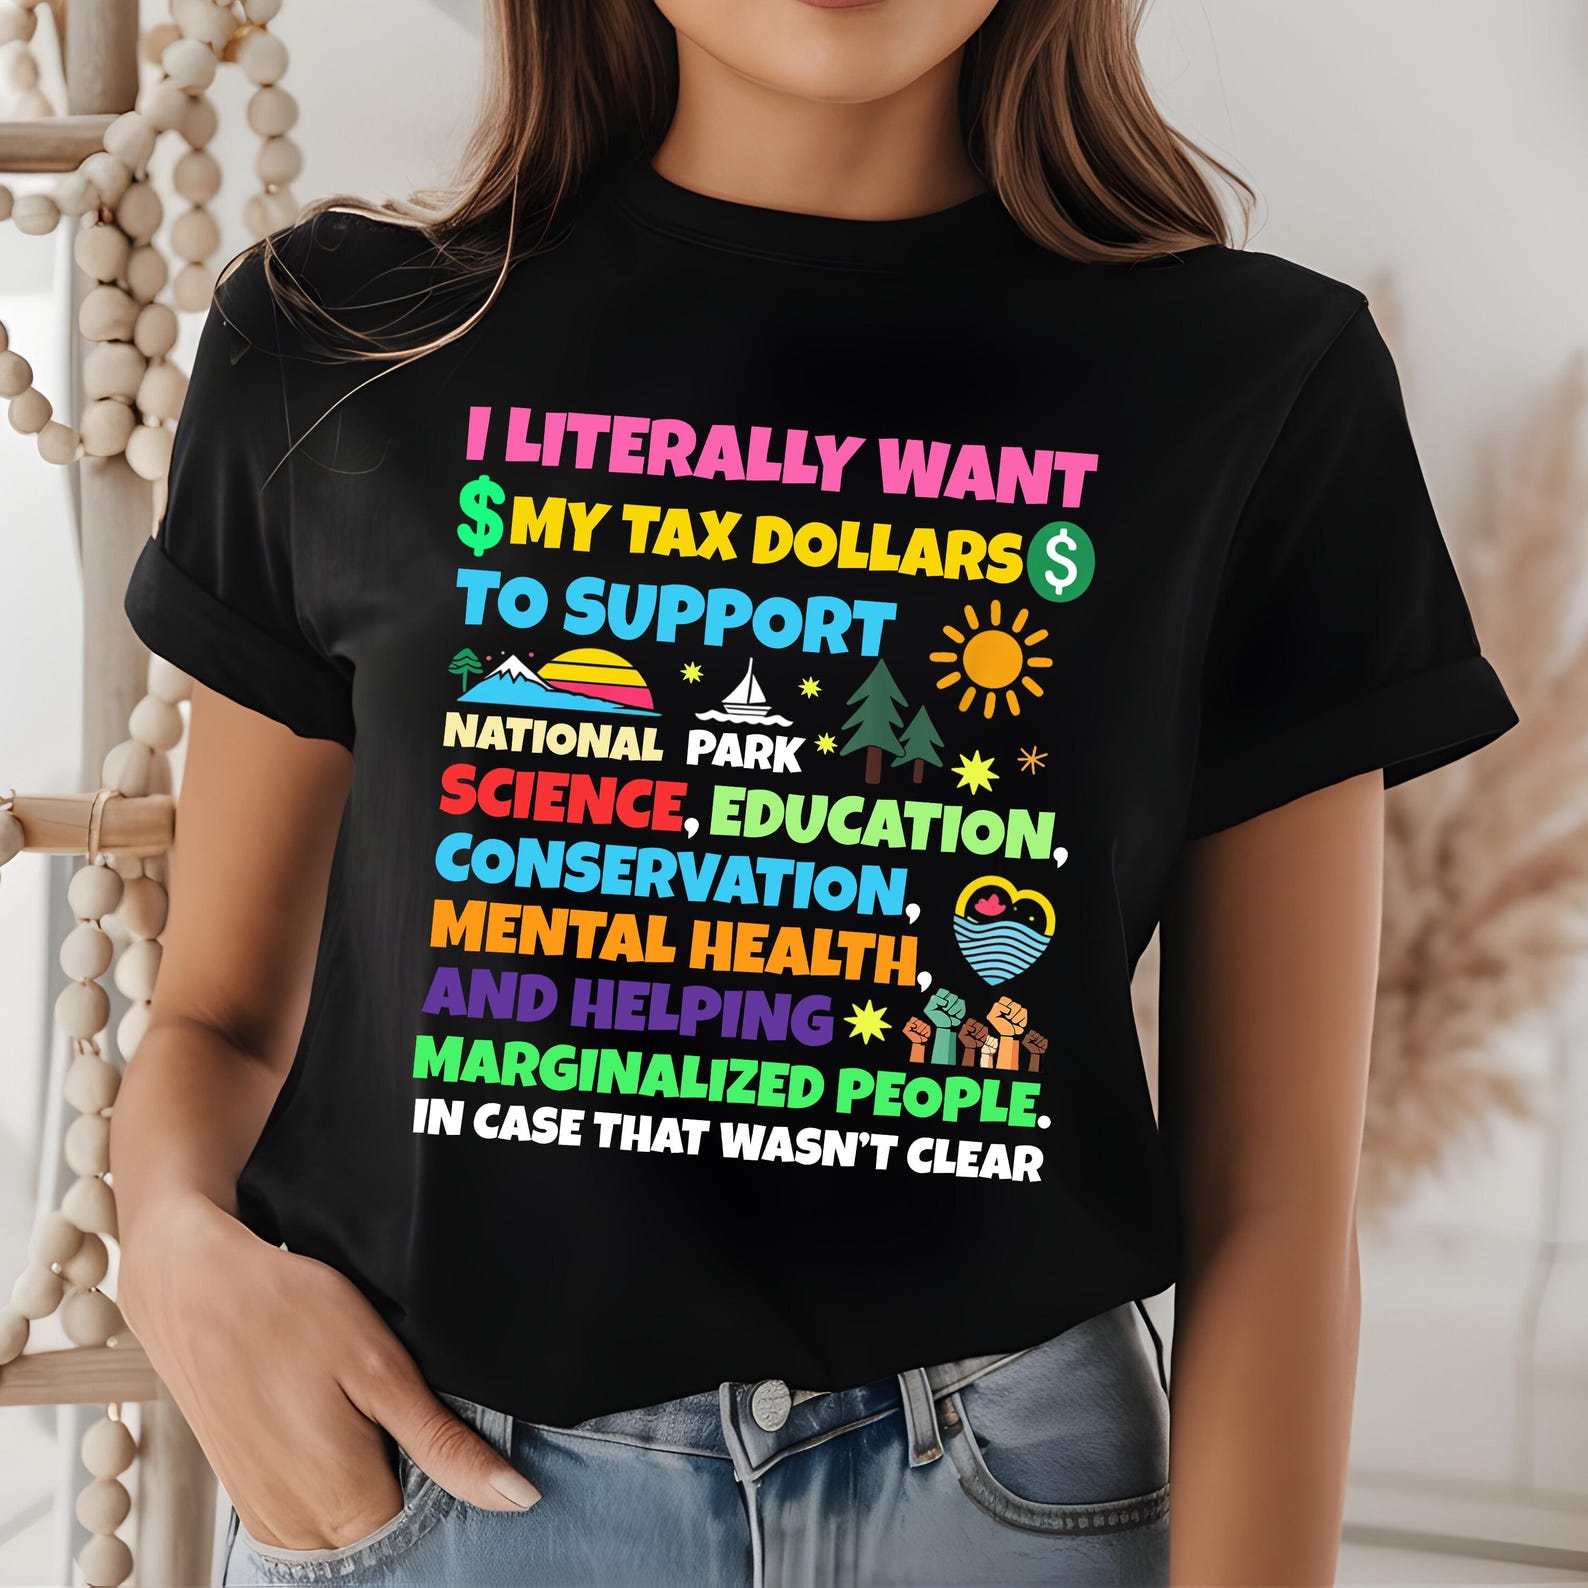 I LITERALLY WANT
$ MY TAX DOLLARS $
TO SUPPORT
NATIONAL PARK
SCIENCE, EDUCATION,
CONSERVATION,
MENTAL HEALTH,
AND HELPING
MARGINALIZED PEOPLE.
IN CASE THAT WASN'T CLEAR